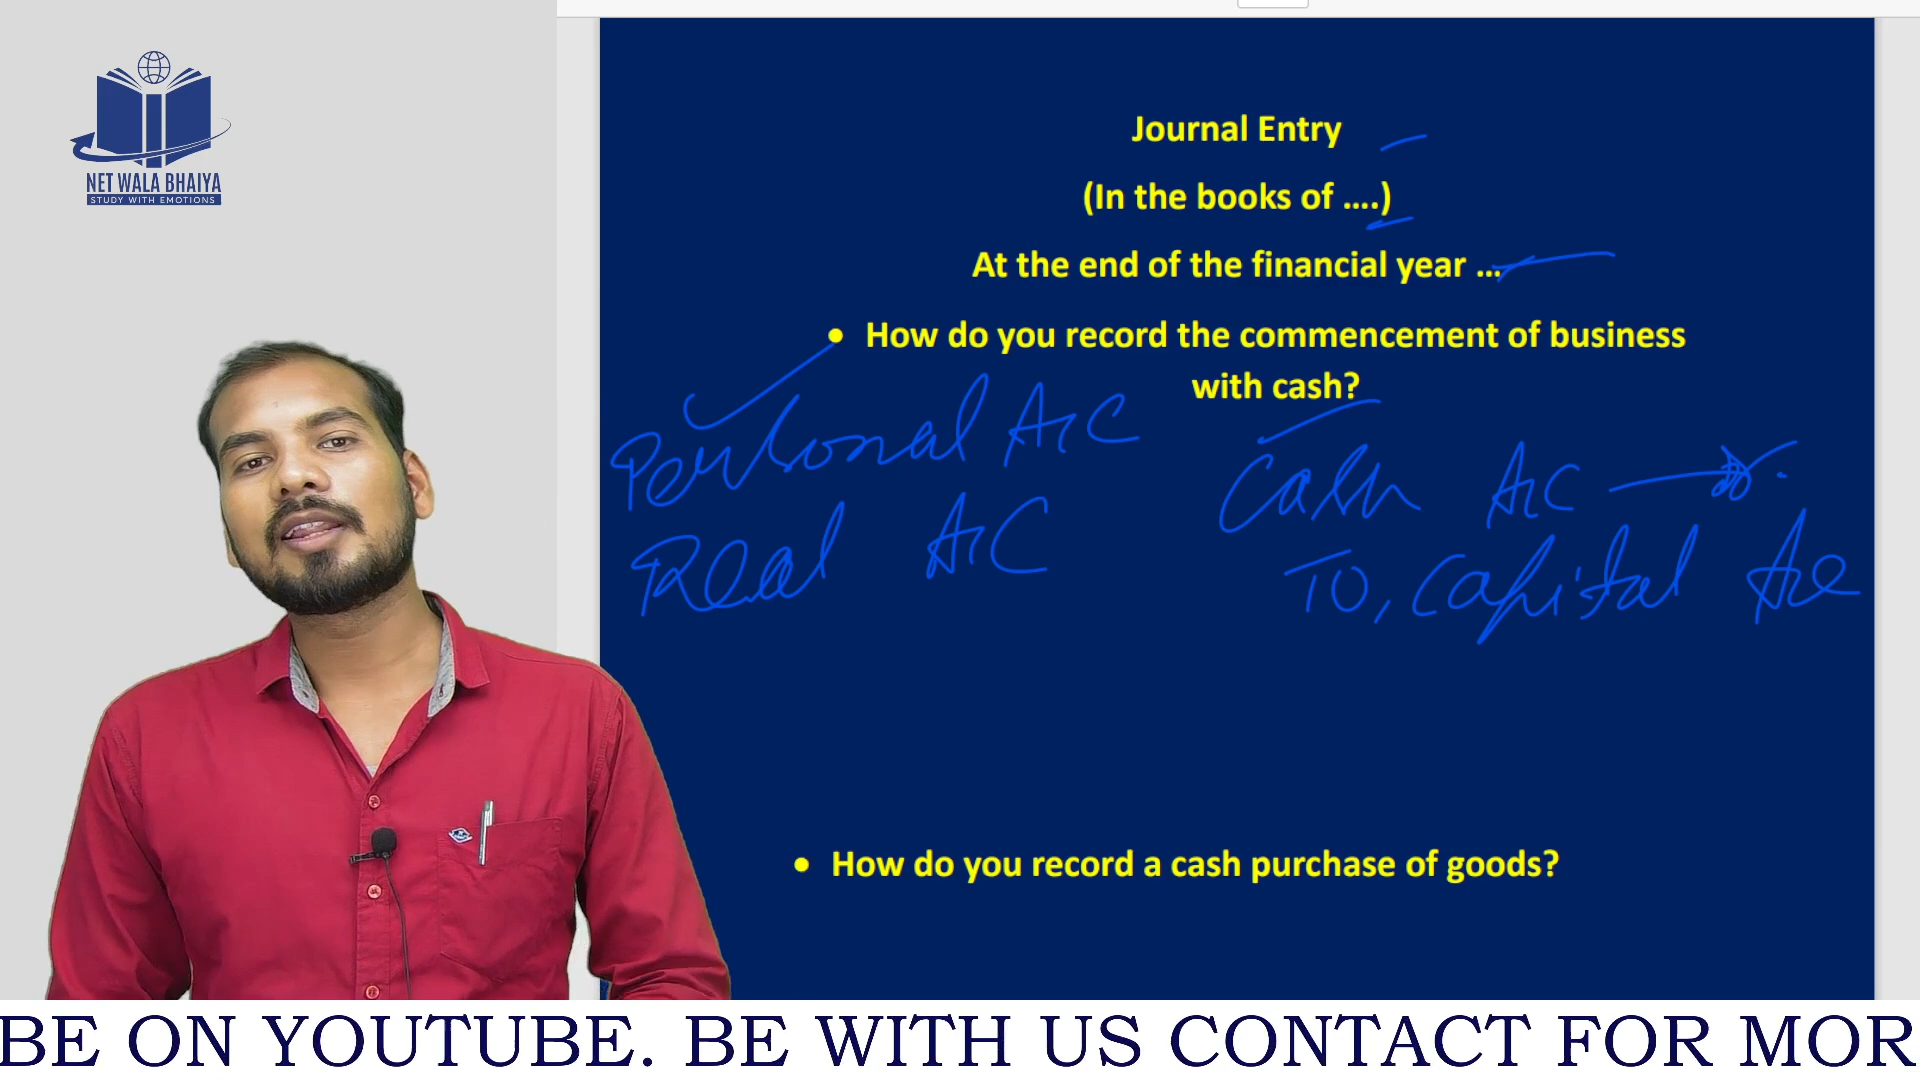 NET WALA BHAIYA
STUDY WITH EMOTIONS
Journal Entry
(In the books of ....)
At the end of the financial year ...
• How do you record the commencement of business
with cash?
Personal A/C
Real A/C
Cash A/C — Dr.
To, Capital A/c
• How do you record a cash purchase of goods?
BE ON YOUTUBE. BE WITH US CONTACT FOR MOR